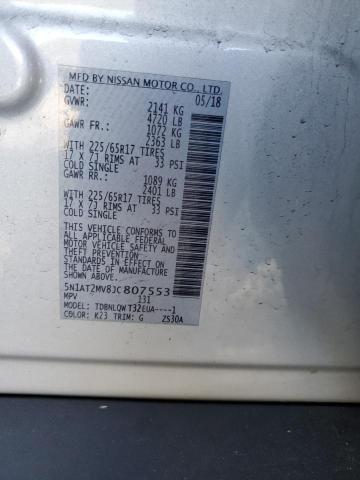 MFD BY NISSAN MOTOR CO., LTD.
DATE: 05/18
GVWR: 2141 KG
4720 LB
GAWR FR: 1072 KG
2363 LB
WITH 225/65R17 TIRES
17 X 7J RIMS AT 33 PSI
COLD SINGLE
GAWR RR: 1089 KG
2401 LB
WITH 225/65R17 TIRES
17 X 7J RIMS AT 33 PSI
COLD SINGLE
THIS VEHICLE CONFORMS TO
ALL APPLICABLE FEDERAL
MOTOR VEHICLE SAFETY AND
THEFT PREVENTION
STANDARDS IN EFFECT ON
THE DATE OF MANUFACTURE
SHOWN ABOVE.
5N1AT2MV8JC807553
MPV 131
MODEL: TDBNLQWT32EUA----1
COLOR: K23 TRIM: G ZS30A